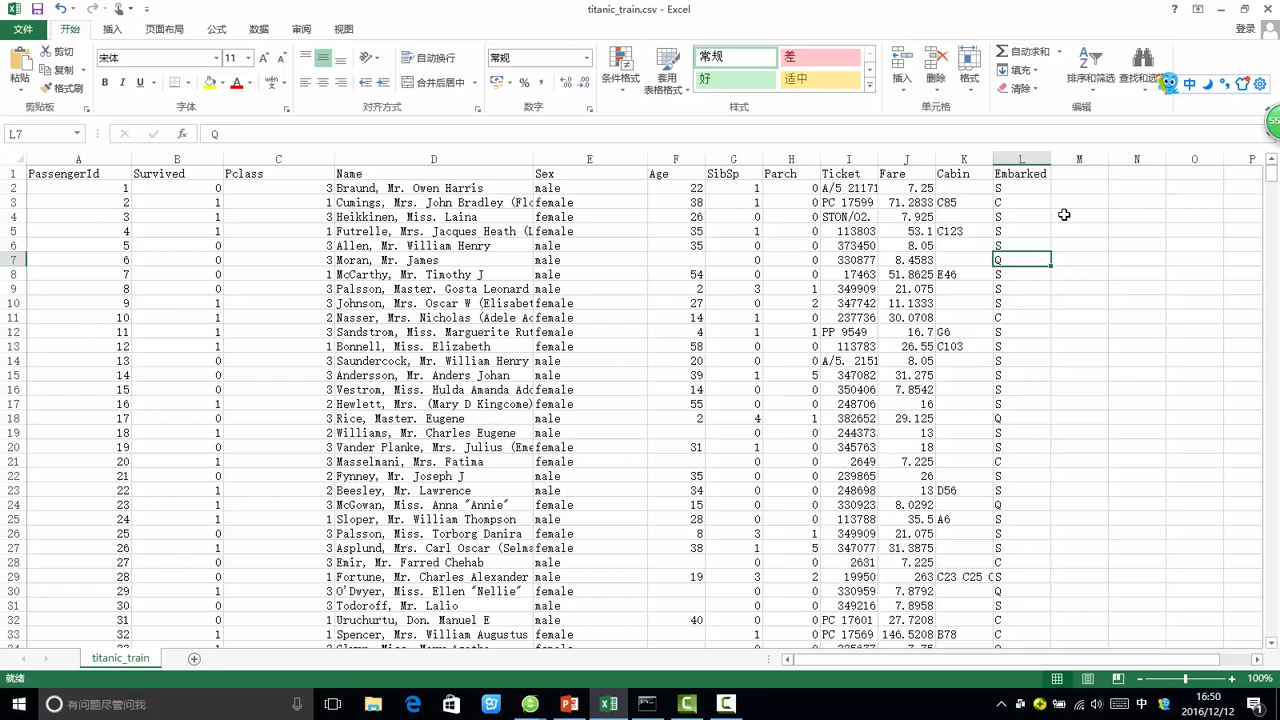 titanic_train.csv - Excel
文件 开始 插入 页面布局 公式 数据 审阅 视图 登录
粘贴 剪切 复制 格式刷 剪贴板
宋体 11 B I U 字体
自动换行 合并后居中 对齐方式
常规 % 数字
条件格式 套用 表格格式 常规 差 好 适中 样式
插入 删除 格式 单元格
自动求和 填充 清除 排序和筛选 编辑
中
55
L7 fx Q
A B C D E F G H I J K L M N O P
1 PassengerId Survived Pclass Name Sex Age SibSp Parch Ticket Fare Cabin Embarked
2 1 0 3 Braund, Mr. Owen Harris male 22 1 0 A/5 21171 7.25 S
3 2 1 1 Cumings, Mrs. John Bradley (Flo female 38 1 0 PC 17599 71.2833 C85 C
4 3 1 3 Heikkinen, Miss. Laina female 26 0 0 STON/O2. 7.925 S
5 4 1 1 Futrelle, Mrs. Jacques Heath (L female 35 1 0 113803 53.1 C123 S
6 5 0 3 Allen, Mr. William Henry male 35 0 0 373450 8.05 S
7 6 0 3 Moran, Mr. James male 0 0 330877 8.4583 Q
8 7 0 1 McCarthy, Mr. Timothy J male 54 0 0 17463 51.8625 E46 S
9 8 0 3 Palsson, Master. Gosta Leonard male 2 3 1 349909 21.075 S
10 9 1 3 Johnson, Mrs. Oscar W (Elisabet female 27 0 2 347742 11.1333 S
11 10 1 2 Nasser, Mrs. Nicholas (Adele Ac female 14 1 0 237736 30.0708 C
12 11 1 3 Sandstrom, Miss. Marguerite Rut female 4 1 1 PP 9549 16.7 G6 S
13 12 1 1 Bonnell, Miss. Elizabeth female 58 0 0 113783 26.55 C103 S
14 13 0 3 Saundercock, Mr. William Henry male 20 0 0 A/5. 2151 8.05 S
15 14 0 3 Andersson, Mr. Anders Johan male 39 1 5 347082 31.275 S
16 15 0 3 Vestrom, Miss. Hulda Amanda Ado female 14 0 0 350406 7.8542 S
17 16 1 2 Hewlett, Mrs. (Mary D Kingcome) female 55 0 0 248706 16 S
18 17 0 3 Rice, Master. Eugene male 2 4 1 382652 29.125 Q
19 18 1 2 Williams, Mr. Charles Eugene male 0 0 244373 13 S
20 19 0 3 Vander Planke, Mrs. Julius (Eme female 31 1 0 345763 18 S
21 20 1 3 Masselmani, Mrs. Fatima female 0 0 2649 7.225 C
22 21 0 2 Fynney, Mr. Joseph J male 35 0 0 239865 26 S
23 22 1 2 Beesley, Mr. Lawrence male 34 0 0 248698 13 D56 S
24 23 1 3 McGowan, Miss. Anna "Annie" female 15 0 0 330923 8.0292 Q
25 24 1 1 Sloper, Mr. William Thompson male 28 0 0 113788 35.5 A6 S
26 25 0 3 Palsson, Miss. Torborg Danira female 8 3 1 349909 21.075 S
27 26 1 3 Asplund, Mrs. Carl Oscar (Selma female 38 1 5 347077 31.3875 S
28 27 0 3 Emir, Mr. Farred Chehab male 0 0 2631 7.225 C
29 28 0 1 Fortune, Mr. Charles Alexander male 19 3 2 19950 263 C23 C25 C S
30 29 1 3 O'Dwyer, Miss. Ellen "Nellie" female 0 0 330959 7.8792 Q
31 30 0 3 Todoroff, Mr. Lalio male 0 0 349216 7.8958 S
32 31 0 1 Uruchurtu, Don. Manuel E male 40 0 0 PC 17601 27.7208 C
33 32 1 1 Spencer, Mrs. William Augustus female 1 0 PC 17569 146.5208 B78 C
titanic_train
就绪 100%
有问题尽管问我 中 16:50
2016/12/12